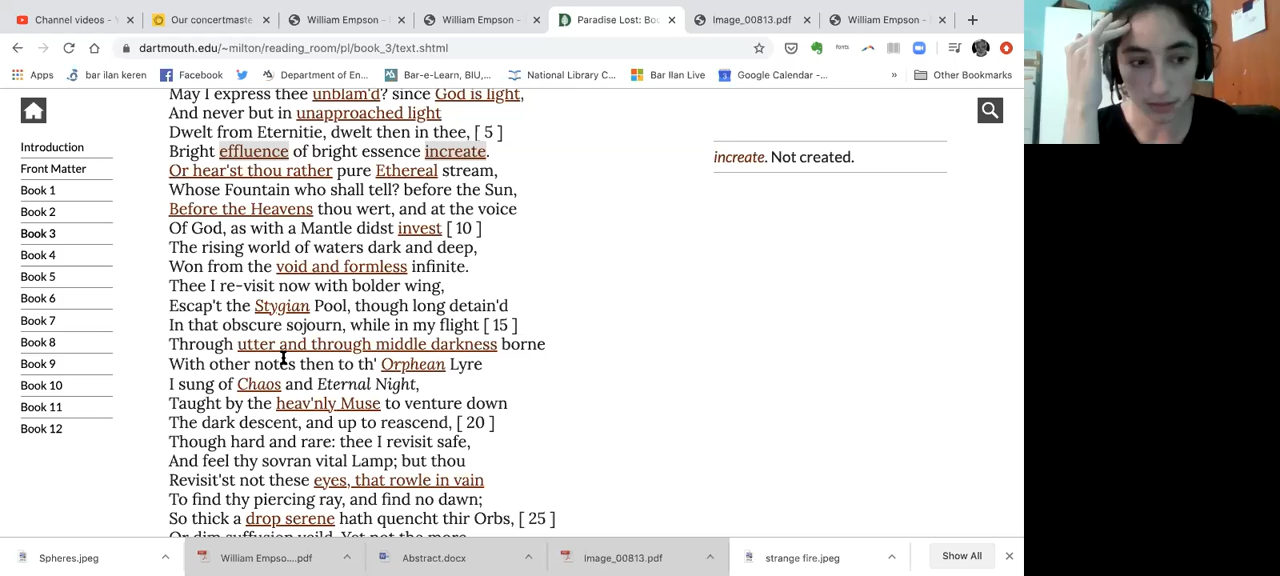 Channel videos - Y
Our concertmaste
William Empson -
William Empson -
Paradise Lost: Boo
Image_00813.pdf
William Empson -
dartmouth.edu/~milton/reading_room/pl/book_3/text.shtml
fonts
Apps
bar ilan keren
Facebook
Department of En...
Bar-e-Learn, BIU,...
National Library C...
Bar Ilan Live
Google Calendar -...
»
Other Bookmarks
Introduction
Front Matter
Book 1
Book 2
Book 3
Book 4
Book 5
Book 6
Book 7
Book 8
Book 9
Book 10
Book 11
Book 12
May I express thee unblam'd? since God is light,
And never but in unapproached light
Dwelt from Eternitie, dwelt then in thee, [ 5 ]
Bright effluence of bright essence increate.
Or hear'st thou rather pure Ethereal stream,
Whose Fountain who shall tell? before the Sun,
Before the Heavens thou wert, and at the voice
Of God, as with a Mantle didst invest [ 10 ]
The rising world of waters dark and deep,
Won from the void and formless infinite.
Thee I re-visit now with bolder wing,
Escap't the Stygian Pool, though long detain'd
In that obscure sojourn, while in my flight [ 15 ]
Through utter and through middle darkness borne
With other notes then to th' Orphean Lyre
I sung of Chaos and Eternal Night,
Taught by the heav'nly Muse to venture down
The dark descent, and up to reascend, [ 20 ]
Though hard and rare: thee I revisit safe,
And feel thy sovran vital Lamp; but thou
Revisit'st not these eyes, that rowle in vain
To find thy piercing ray, and find no dawn;
So thick a drop serene hath quencht thir Orbs, [ 25 ]
Or dim suffusion veild. Yet not the more
increate. Not created.
Spheres.jpeg
William Empso....pdf
Abstract.docx
Image_00813.pdf
strange fire.jpeg
Show All